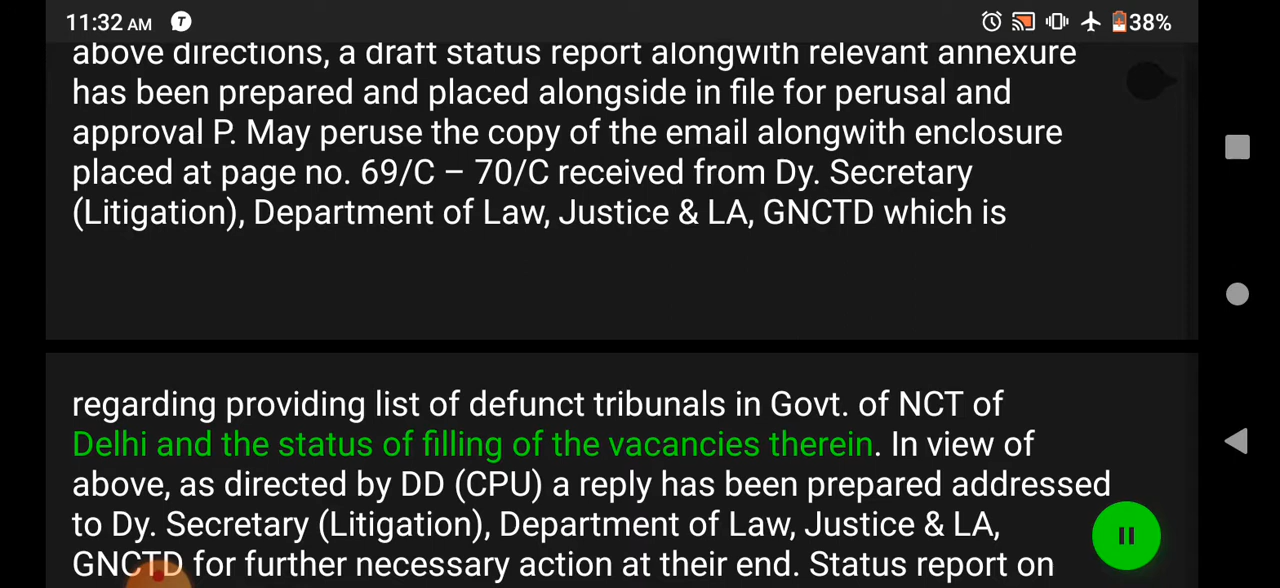 11:32 AM
38%
above directions, a draft status report alongwith relevant annexure
has been prepared and placed alongside in file for perusal and
approval P. May peruse the copy of the email alongwith enclosure
placed at page no. 69/C – 70/C received from Dy. Secretary
(Litigation), Department of Law, Justice & LA, GNCTD which is
regarding providing list of defunct tribunals in Govt. of NCT of
Delhi and the status of filling of the vacancies therein. In view of
above, as directed by DD (CPU) a reply has been prepared addressed
to Dy. Secretary (Litigation), Department of Law, Justice & LA,
GNCTD for further necessary action at their end. Status report on